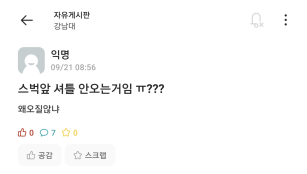 자유게시판
강남대
익명
09/21 08:56
스벅앞 셔틀 안오는거임 ㅠ???
왜오질않냐
0 7 0
공감 스크랩